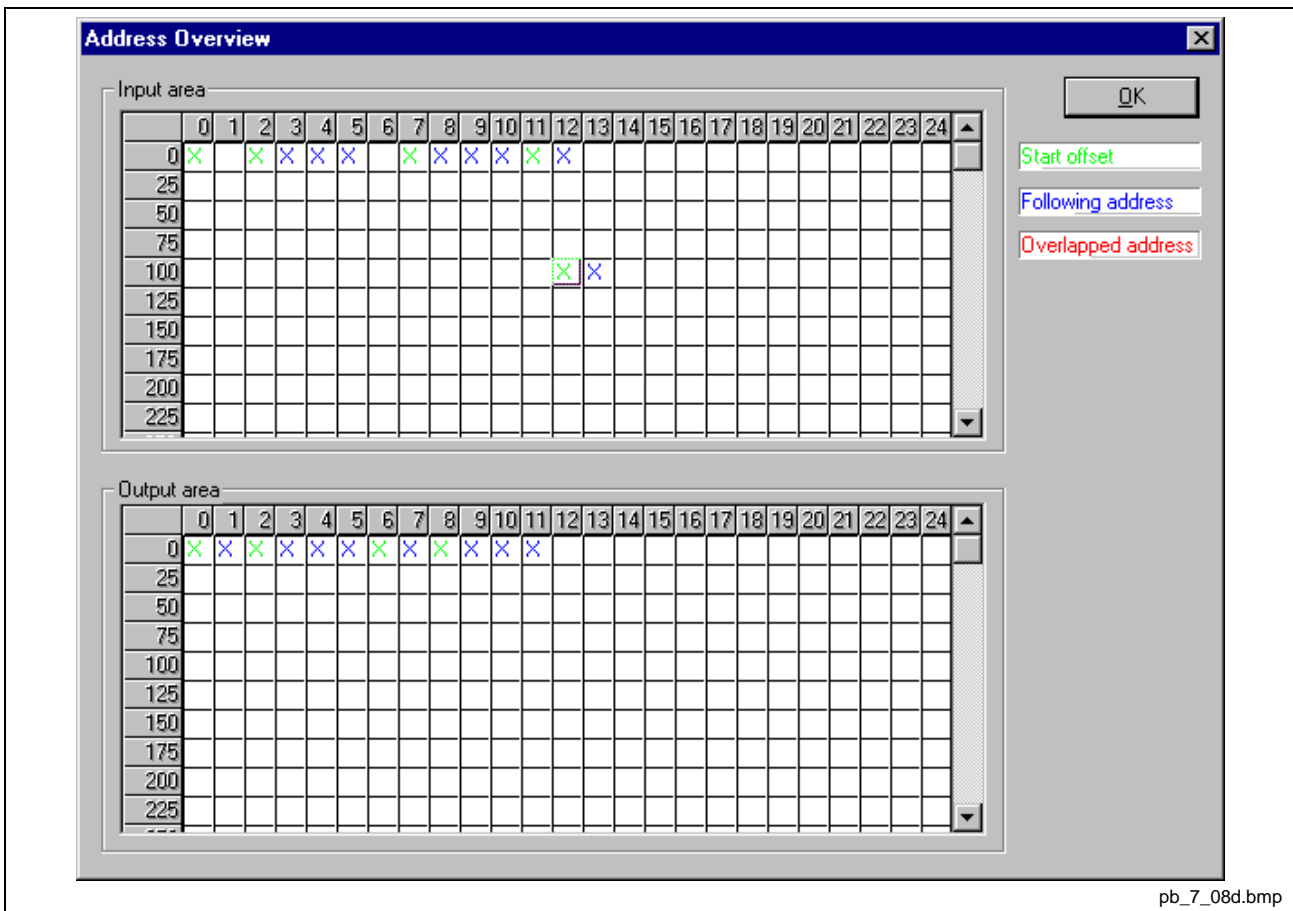 Address Overview
Input area
OK
0 1 2 3 4 5 6 7 8 9 10 11 12 13 14 15 16 17 18 19 20 21 22 23 24
0 X X X X X X X X X X X
Start offset
25
50
Following address
75
Overlapped address
100 X X
125
150
175
200
225
Output area
0 1 2 3 4 5 6 7 8 9 10 11 12 13 14 15 16 17 18 19 20 21 22 23 24
0 X X X X X X X X X X X X
25
50
75
100
125
150
175
200
225
pb_7_08d.bmp